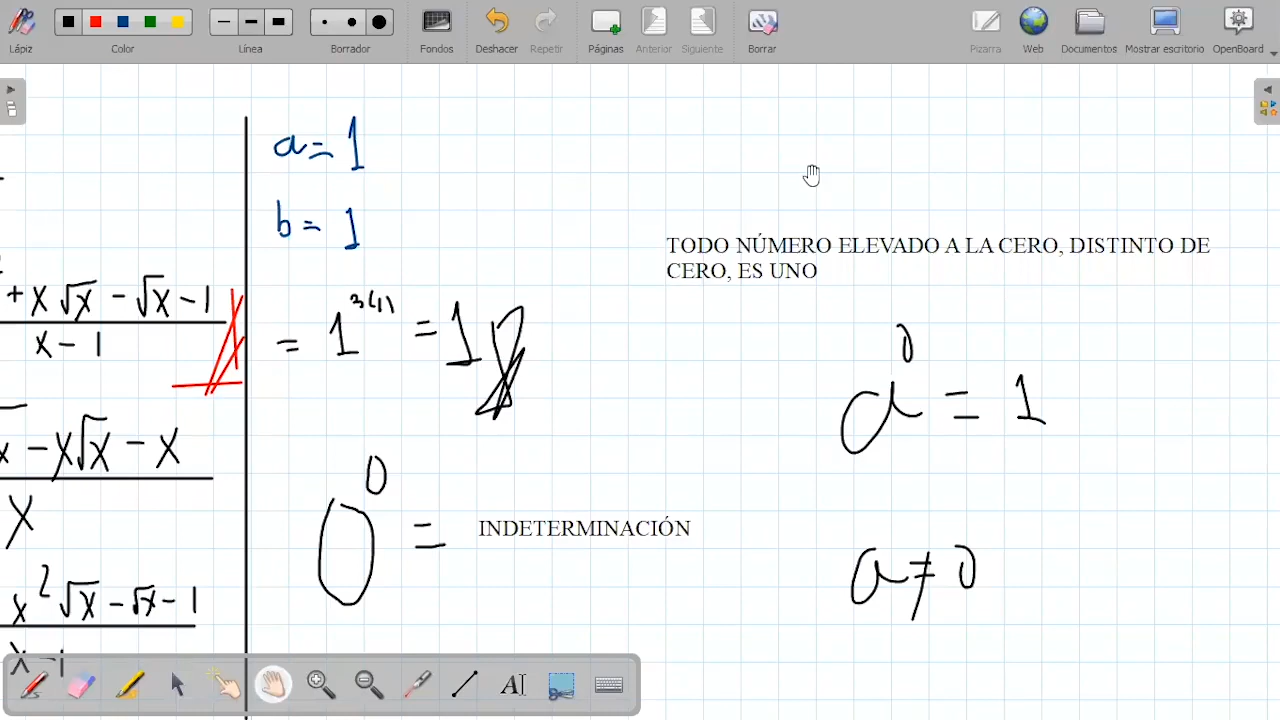 Lápiz Color Línea Borrador Fondos Deshacer Repetir Páginas Anterior Siguiente Borrar Pizarra Web Documentos Mostrar escritorio OpenBoard
a = 1
b = 1
TODO NÚMERO ELEVADO A LA CERO, DISTINTO DE
CERO, ES UNO
+ x √x - √x - 1
x - 1
= 1^3(1) = 1
a^0 = 1
- x√x - x
x
0^0 = INDETERMINACIÓN
a ≠ 0
x^2 √x - √x - 1
x - 1